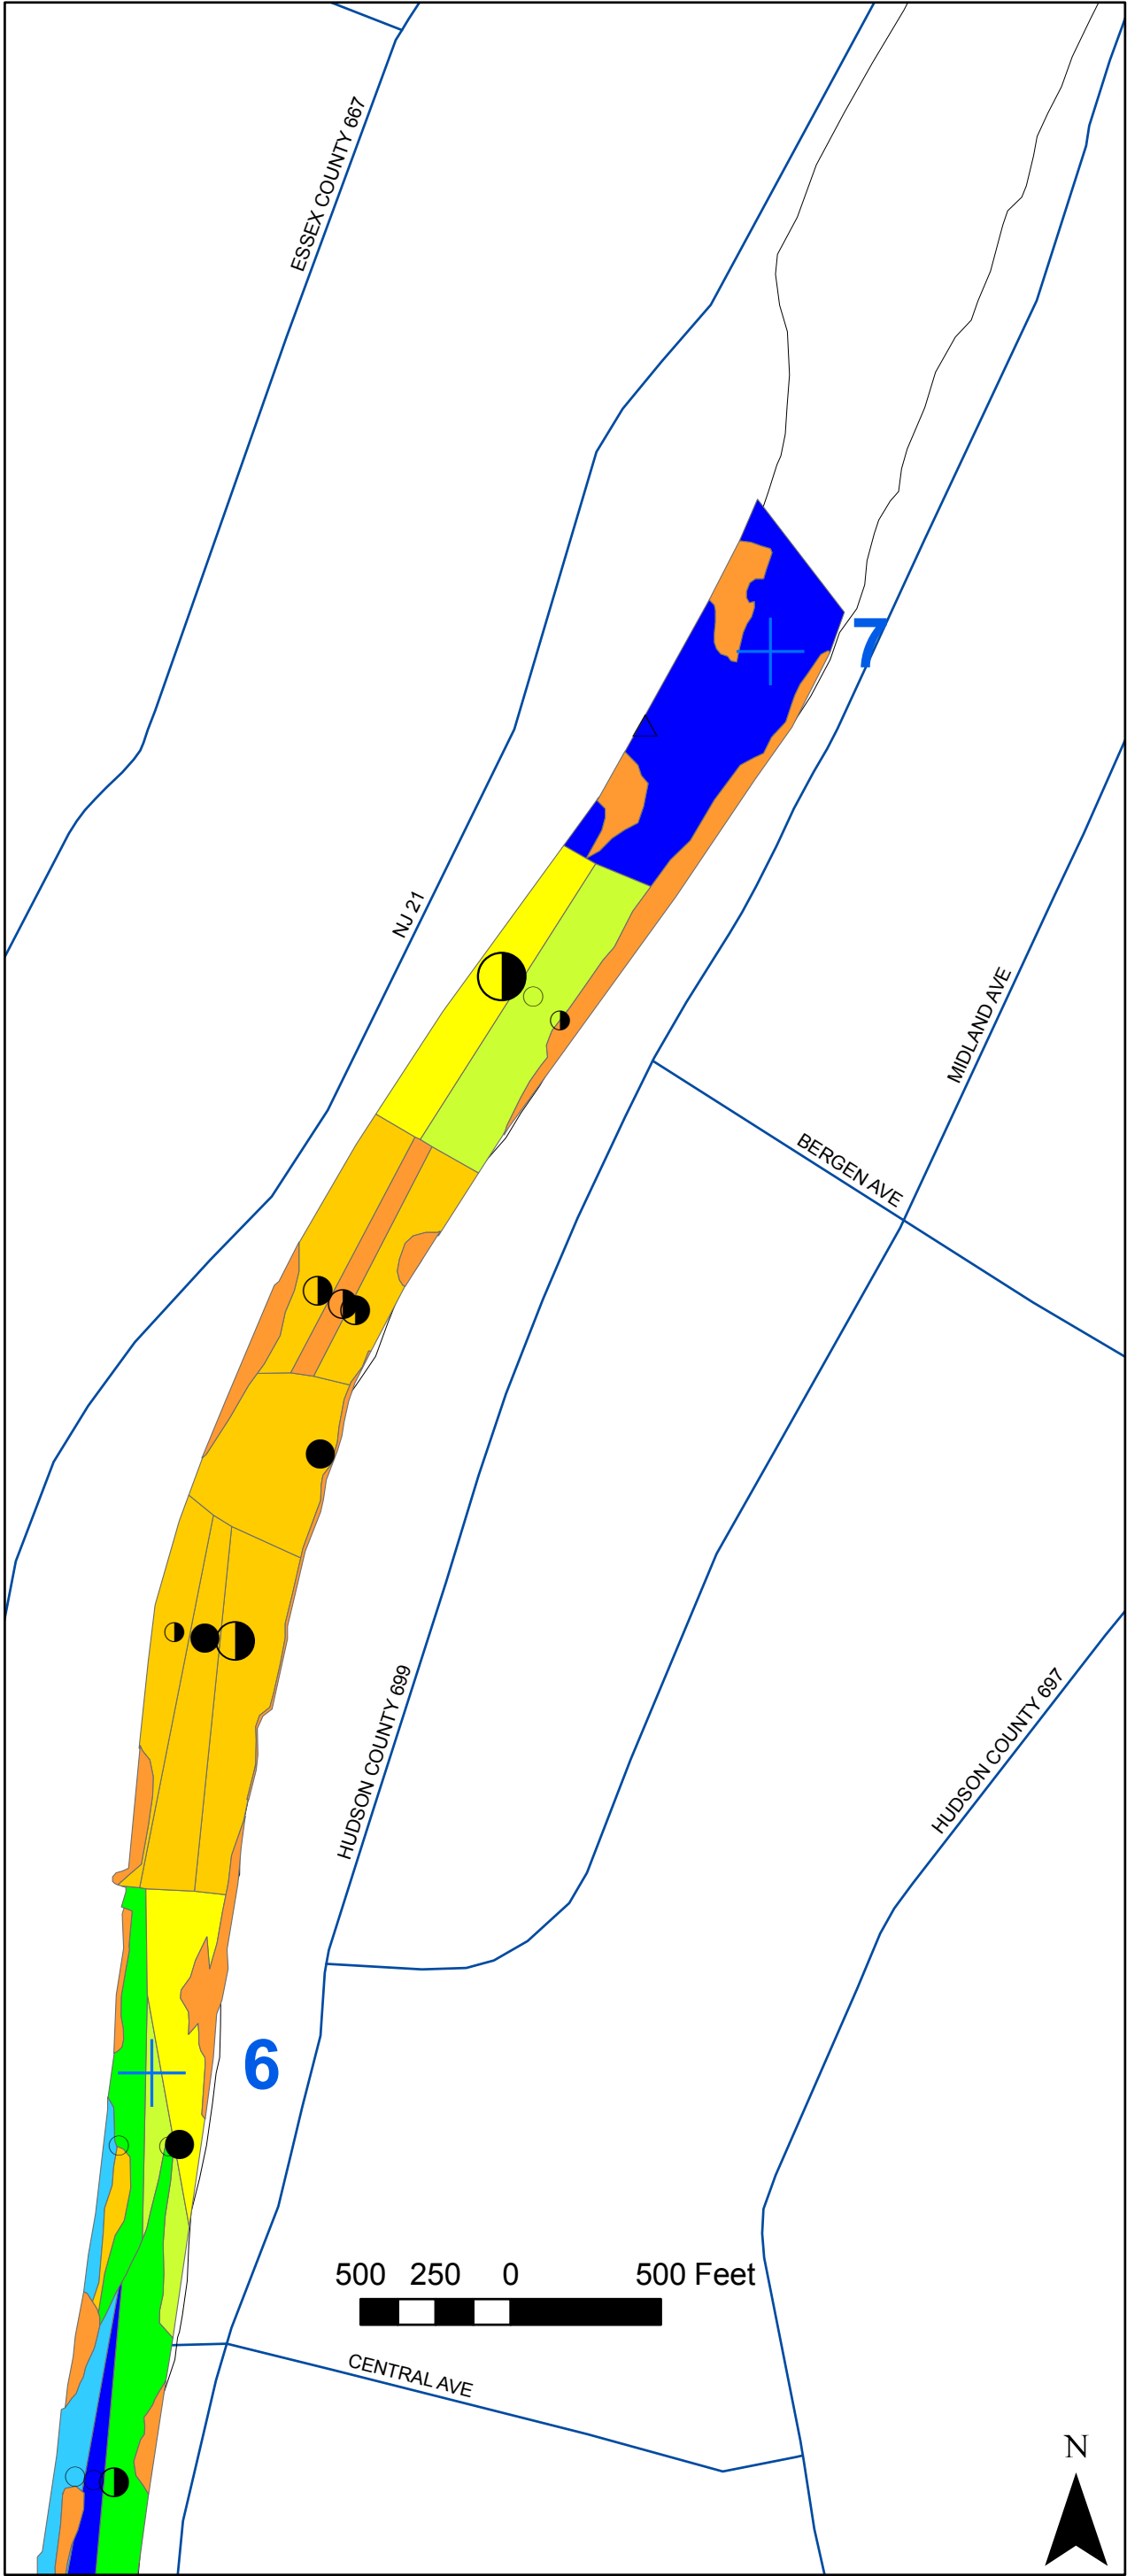 ESSEX COUNTY 667
7
NJ 21
MIDLAND AVE
BERGEN AVE
HUDSON COUNTY 699
HUDSON COUNTY 697
6
500 250 0 500 Feet
CENTRAL AVE
N